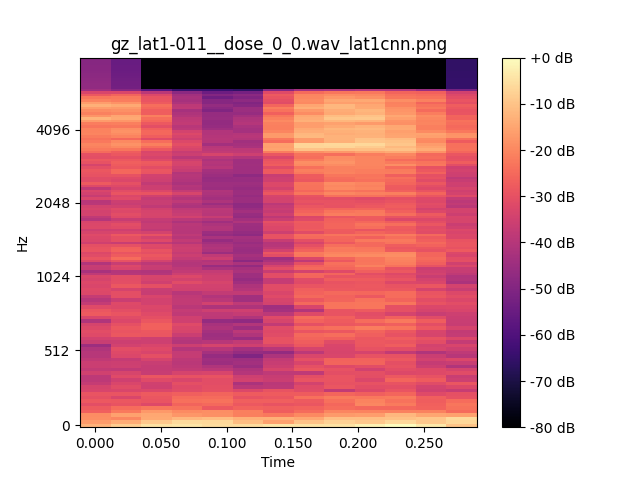 gz_lat1-011__dose_0_0.wav_lat1cnn.png
+0 dB
-10 dB
-20 dB
-30 dB
-40 dB
-50 dB
-60 dB
-70 dB
-80 dB
4096
2048
1024
512
0
Hz
0.000 0.050 0.100 0.150 0.200 0.250
Time